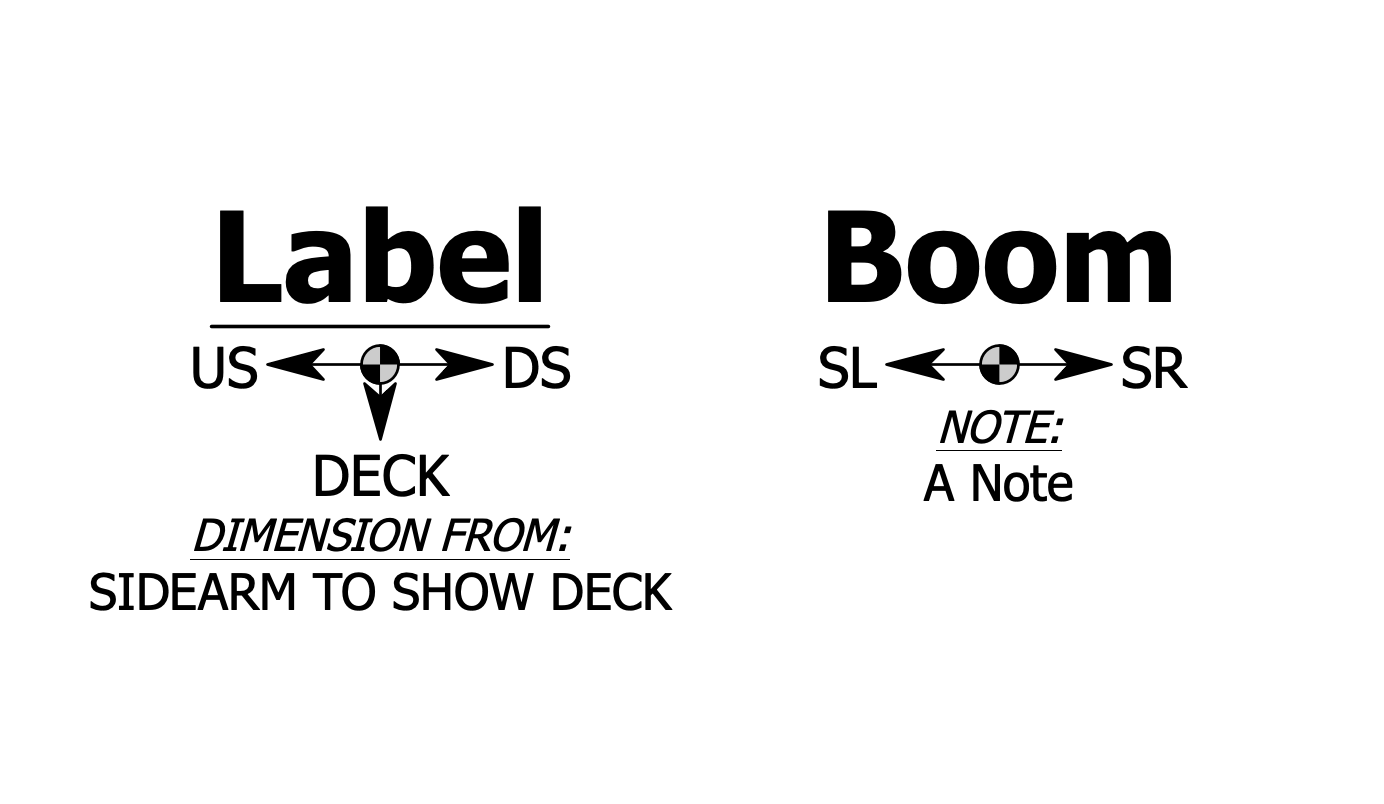 Label
US DS
DECK
DIMENSION FROM:
SIDEARM TO SHOW DECK
Boom
SL SR
NOTE:
A Note